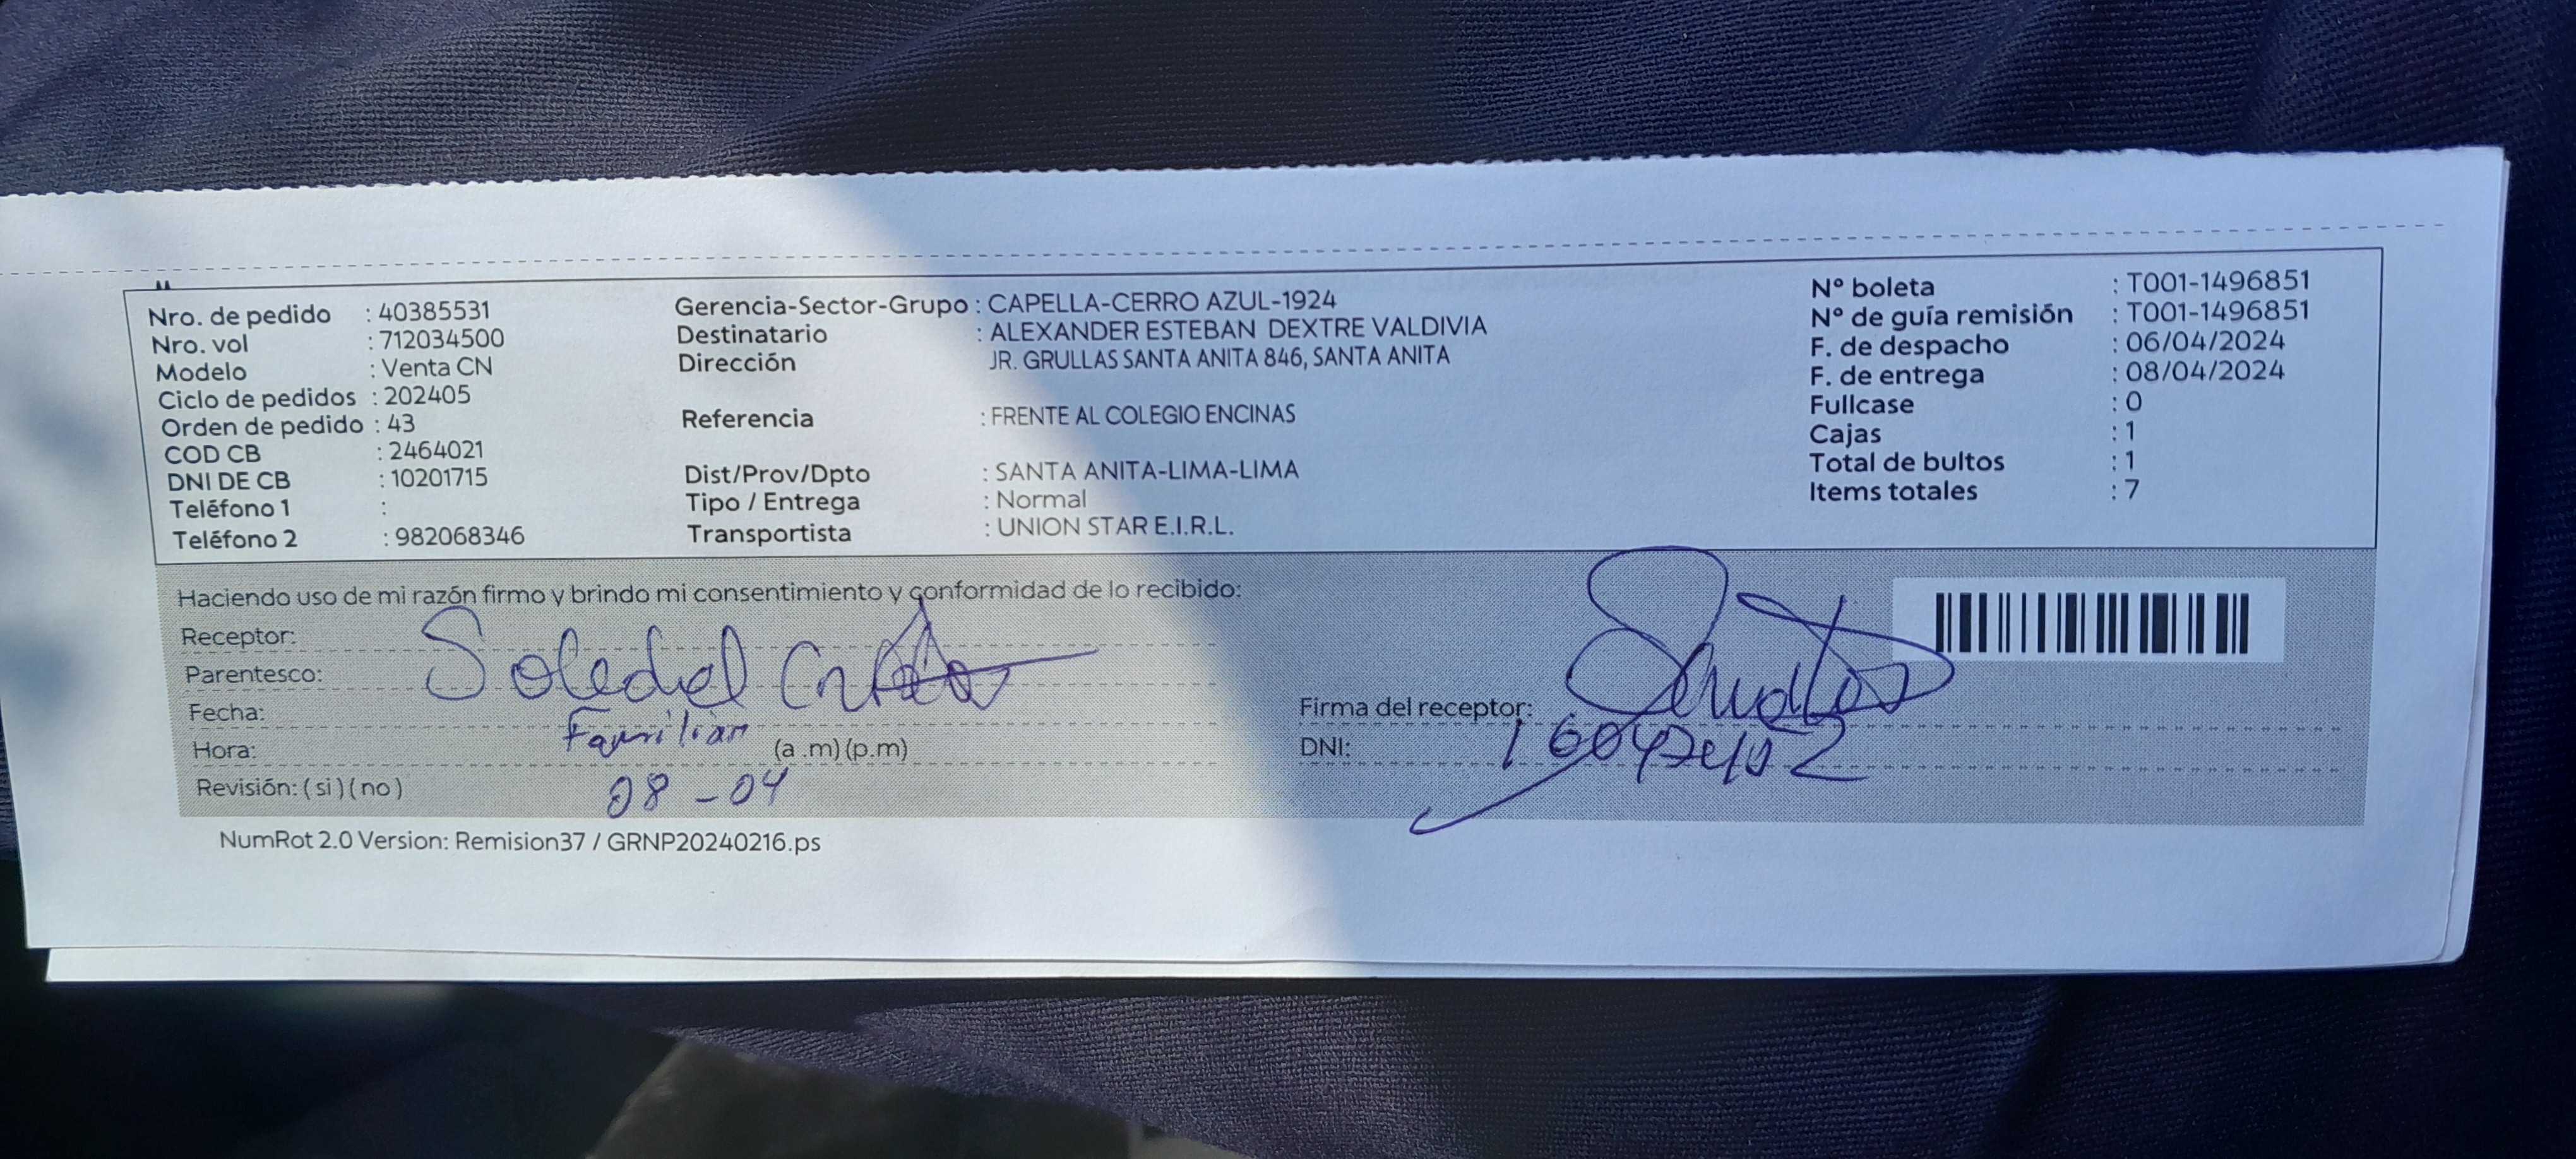 Nro. de pedido : 40385531
Nro. vol : 712034500
Modelo : Venta CN
Ciclo de pedidos : 202405
Orden de pedido : 43
COD CB : 2464021
DNI DE CB : 10201715
Teléfono 1 :
Teléfono 2 : 982068346
Gerencia-Sector-Grupo : CAPELLA-CERRO AZUL-1924
Destinatario : ALEXANDER ESTEBAN DEXTRE VALDIVIA
Dirección JR. GRULLAS SANTA ANITA 846, SANTA ANITA
Referencia : FRENTE AL COLEGIO ENCINAS
Dist/Prov/Dpto : SANTA ANITA-LIMA-LIMA
Tipo / Entrega : Normal
Transportista : UNION STAR E.I.R.L.
N° boleta : T001-1496851
N° de guía remisión : T001-1496851
F. de despacho : 06/04/2024
F. de entrega : 08/04/2024
Fullcase : 0
Cajas : 1
Total de bultos : 1
Items totales : 7
Haciendo uso de mi razón firmo y brindo mi consentimiento y conformidad de lo recibido:
Receptor: Soledad
Parentesco:
Familiar
Fecha:
08-04
Hora: (a .m) (p.m)
Revisión: ( si ) ( no )
Firma del receptor:
DNI:
NumRot 2.0 Version: Remision37 / GRNP20240216.ps